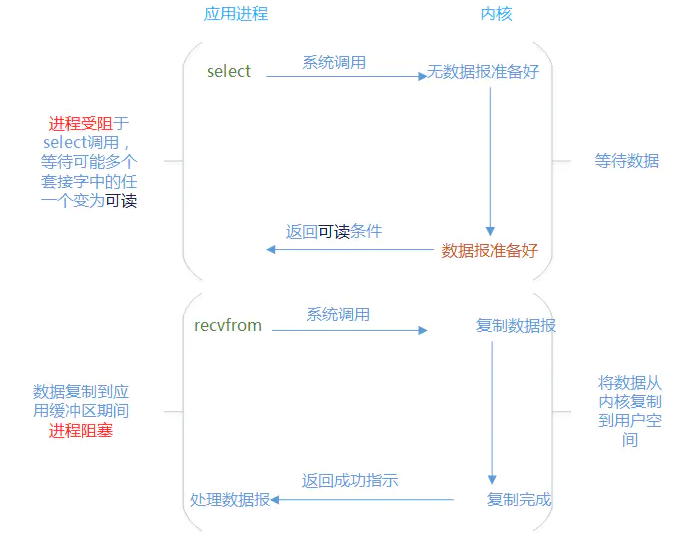 应用进程
内核
select
系统调用
无数据报准备好
进程受阻于
select调用，
等待可能多个
套接字中的任
一个变为可读
等待数据
返回可读条件
数据报准备好
recvfrom
系统调用
复制数据报
数据复制到应
用缓冲区期间
进程阻塞
将数据从
内核复制
到用户空
间
返回成功指示
处理数据报
复制完成